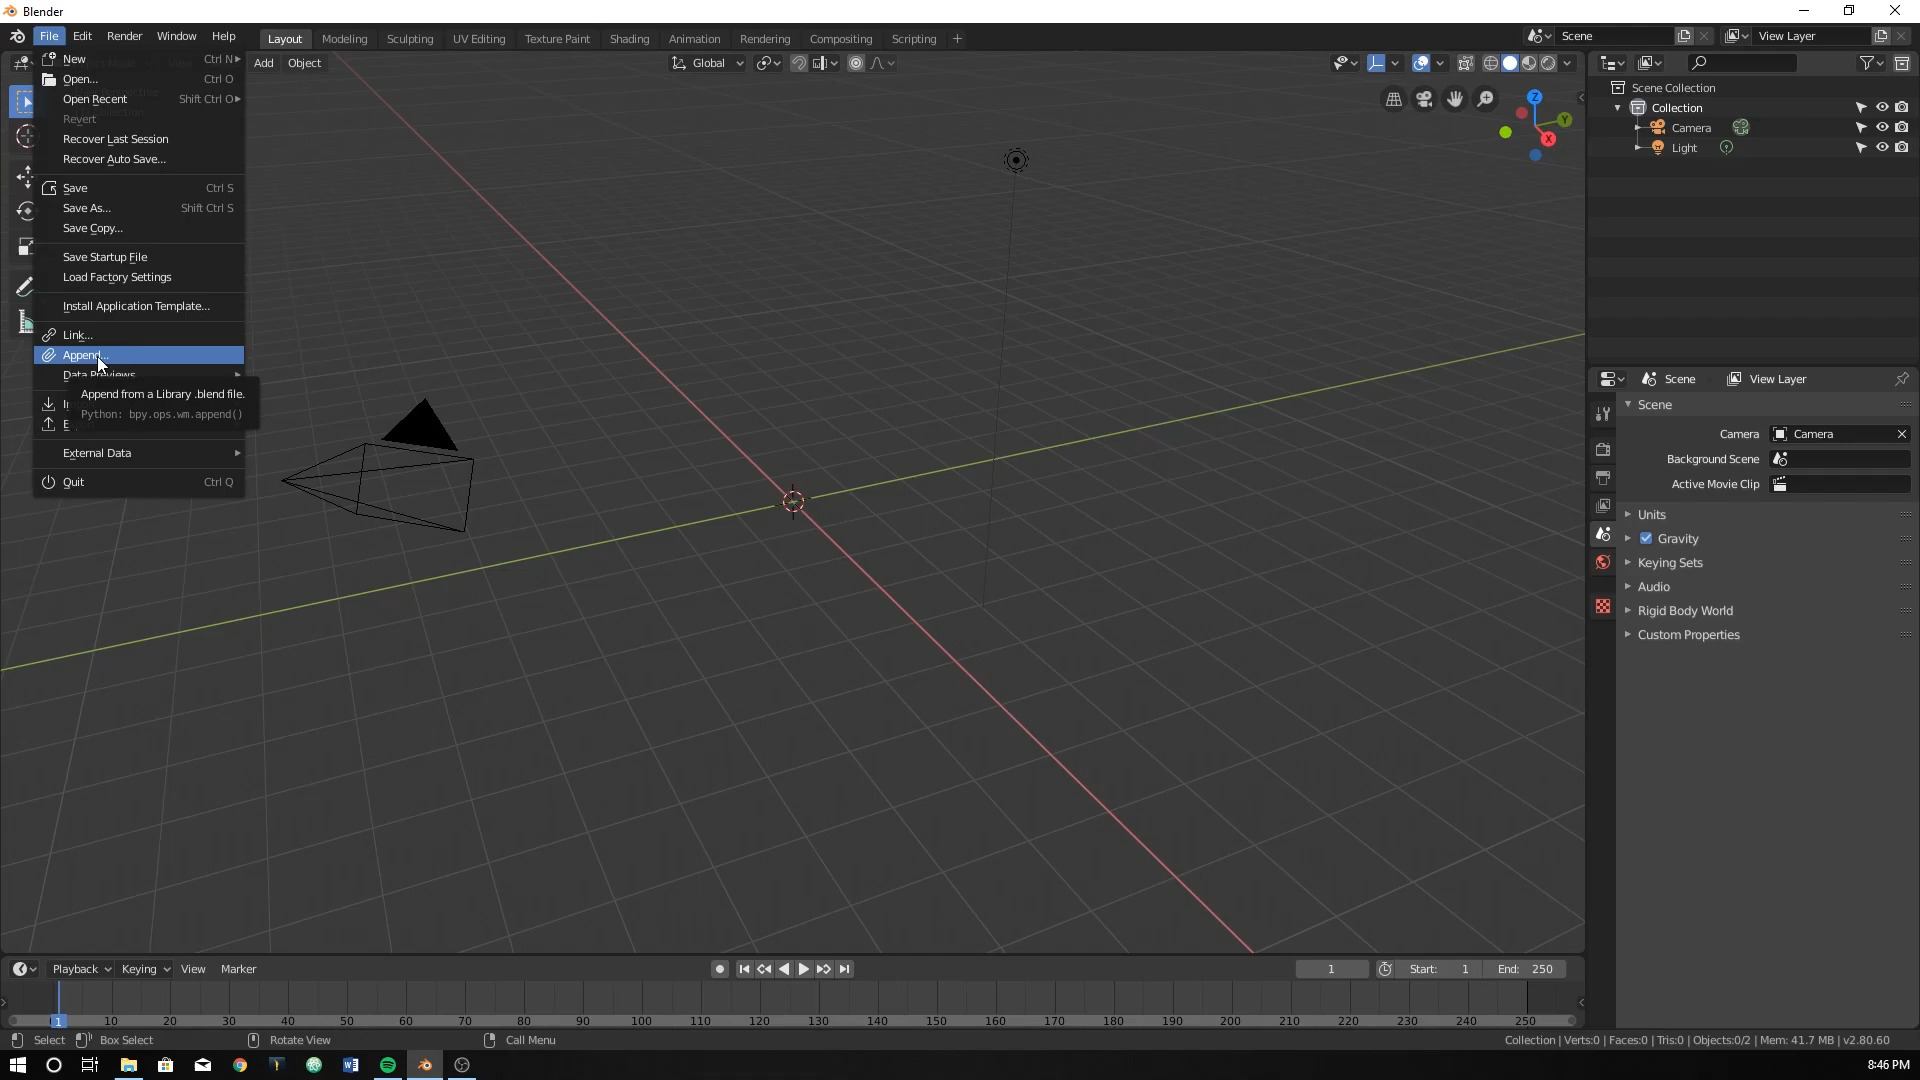 Blender
File Edit Render Window Help
Layout Modeling Sculpting UV Editing Texture Paint Shading Animation Rendering Compositing Scripting +
Scene
View Layer
Add Object
Global
New Ctrl N
Open... Ctrl O
Open Recent Shift Ctrl O
Revert
Recover Last Session
Recover Auto Save...
Save Ctrl S
Save As... Shift Ctrl S
Save Copy...
Save Startup File
Load Factory Settings
Install Application Template...
Link...
Append...
Data Previews
Append from a Library .blend file.
Python: bpy.ops.wm.append()
External Data
Quit Ctrl Q
Z
Y
X
Scene Collection
Collection
Camera
Light
Scene View Layer
Scene
Camera Camera
Background Scene
Active Movie Clip
Units
Gravity
Keying Sets
Audio
Rigid Body World
Custom Properties
Playback Keying View Marker
1 Start: 1 End: 250
1 10 20 30 40 50 60 70 80 90 100 110 120 130 140 150 160 170 180 190 200 210 220 230 240 250
Select Box Select Rotate View Call Menu
Collection | Verts:0 | Faces:0 | Tris:0 | Objects:0/2 | Mem: 41.7 MB | v2.80.60
8:46 PM